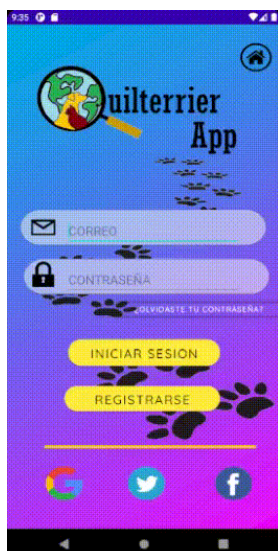 9:35
uilterrier
App
CORREO
CONTRASEÑA
¿OLVIDASTE TU CONTRASEÑA?
INICIAR SESION
REGISTRARSE